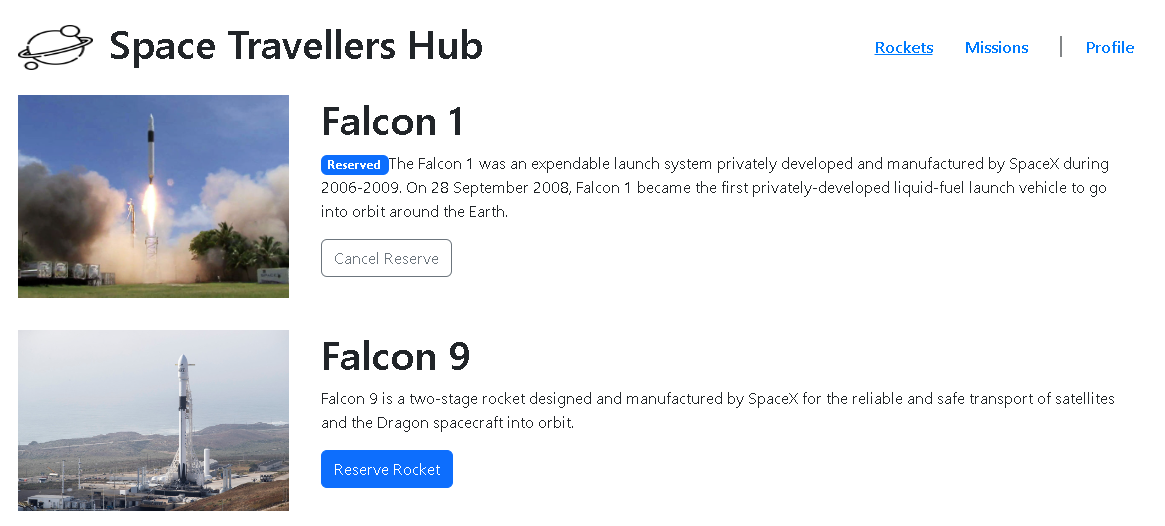 Space Travellers Hub
Rockets Missions | Profile
Falcon 1
Reserved The Falcon 1 was an expendable launch system privately developed and manufactured by SpaceX during
2006-2009. On 28 September 2008, Falcon 1 became the first privately-developed liquid-fuel launch vehicle to go
into orbit around the Earth.
Cancel Reserve
Falcon 9
Falcon 9 is a two-stage rocket designed and manufactured by SpaceX for the reliable and safe transport of satellites
and the Dragon spacecraft into orbit.
Reserve Rocket